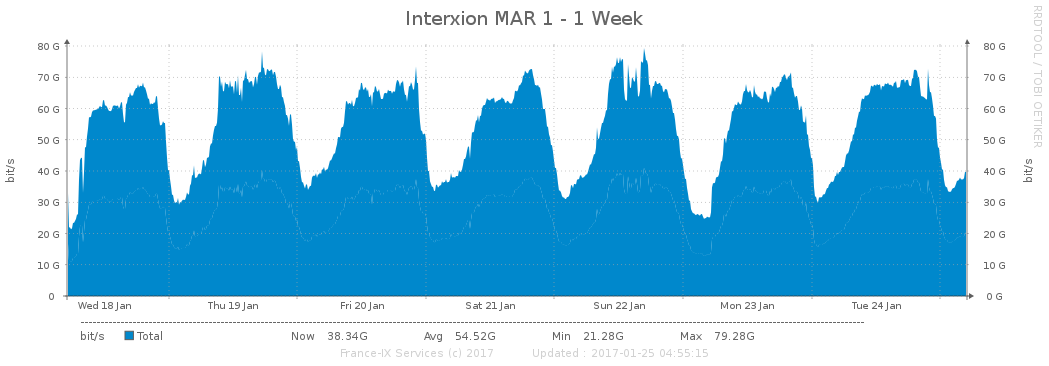 Interxion MAR 1 - 1 Week
RRDTOOL / TOBI OETIKER
80 G 80 G
70 G 70 G
60 G 60 G
50 G 50 G
40 G 40 G
30 G 30 G
20 G 20 G
10 G 10 G
0 0 G
bit/s bit/s
Wed 18 Jan Thu 19 Jan Fri 20 Jan Sat 21 Jan Sun 22 Jan Mon 23 Jan Tue 24 Jan
bit/s Total Now 38.34G Avg 54.52G Min 21.28G Max 79.28G
France-IX Services (c) 2017 Updated : 2017-01-25 04:55:15